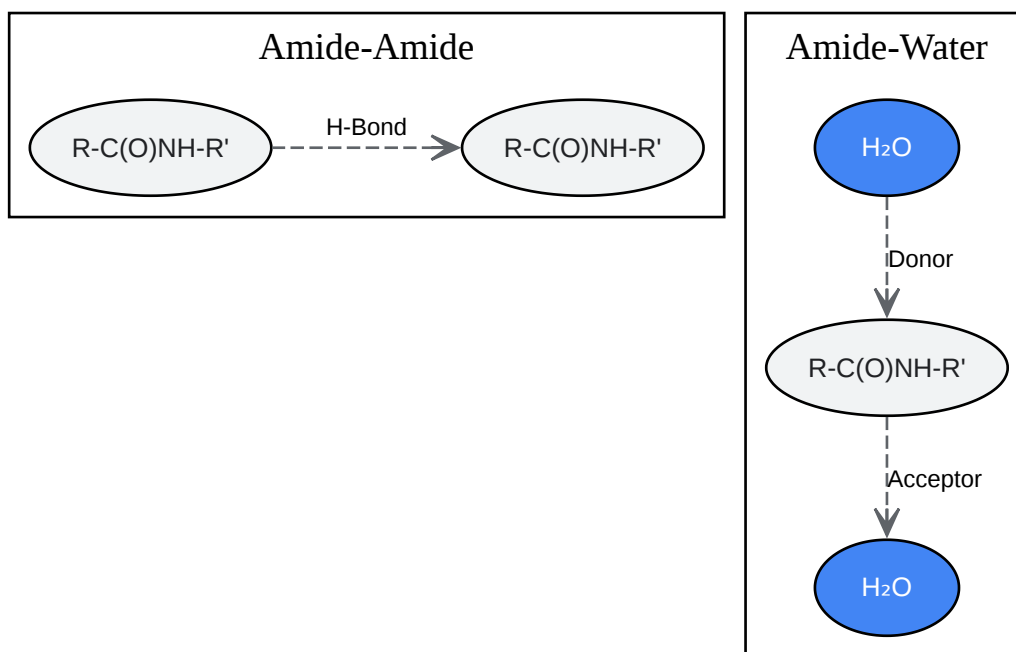 Amide-Amide
R-C(O)NH-R'
H-Bond
R-C(O)NH-R'
Amide-Water
H₂O
Donor
R-C(O)NH-R'
Acceptor
H₂O